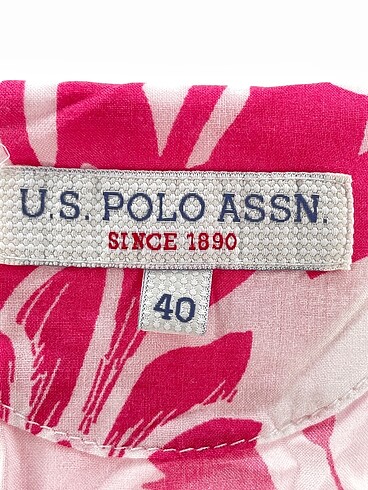 U.S. POLO ASSN.
SINCE 1890
40